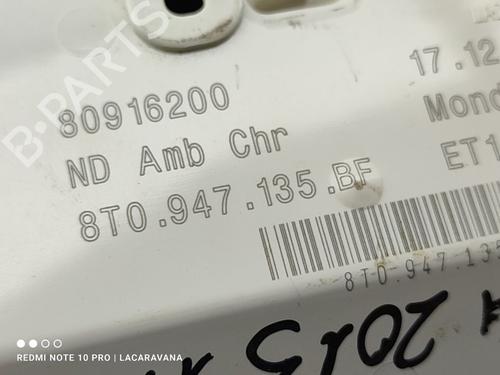 80916200
17.12
ND Amb Chr
Mond
8T0.947.135.BF
ET1
8T0-947.135
2015
B-PARTS
REDMI NOTE 10 PRO | LACARAVANA